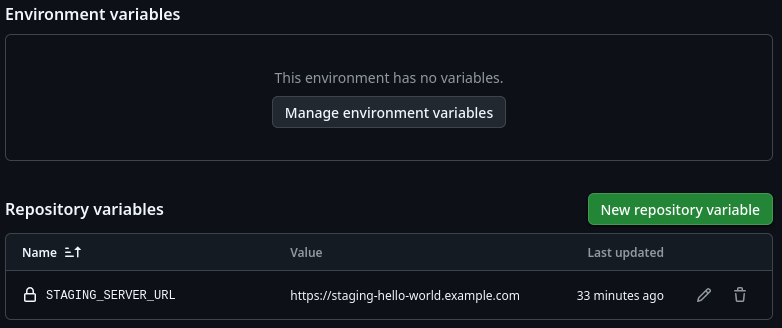 Environment variables
This environment has no variables.
Manage environment variables
Repository variables
New repository variable
Name Value Last updated
STAGING_SERVER_URL https://staging-hello-world.example.com 33 minutes ago